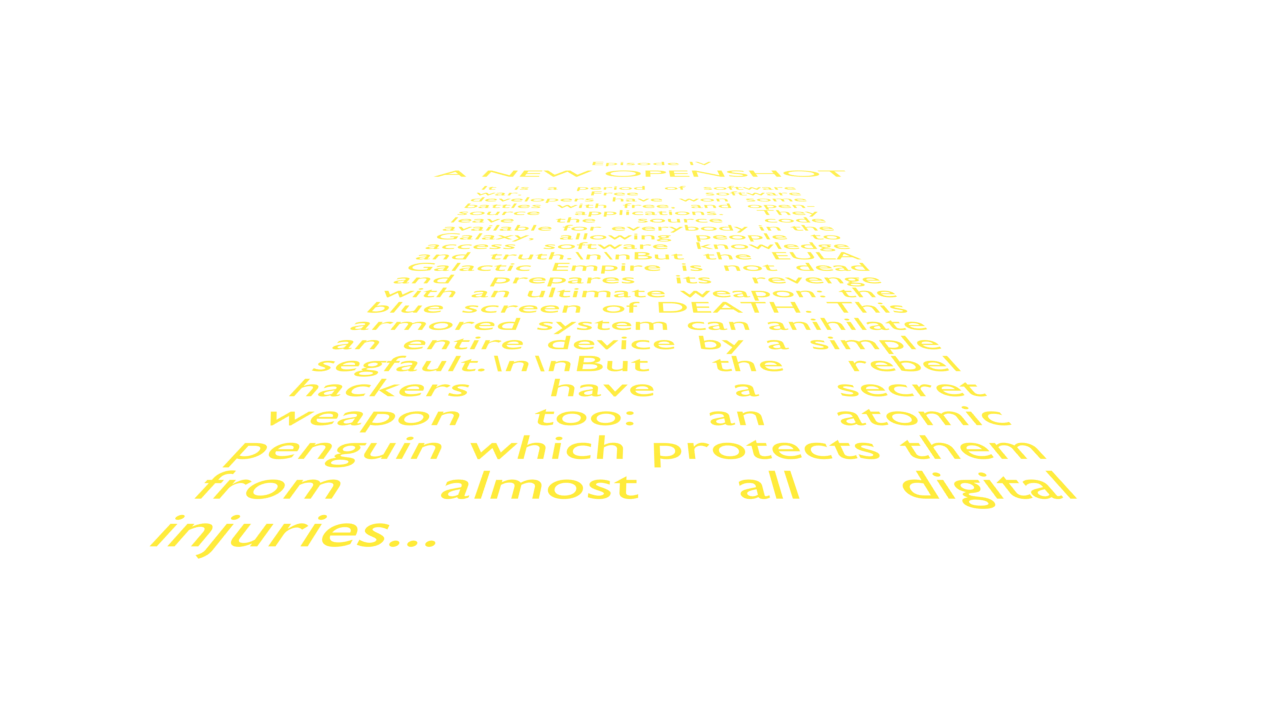 Episode IV
A NEW OPENSHOT
It is a period of software
war. Free software
developers have won some
battles with free, and open-
source applications. They
leave the source code
available for everybody in the
Galaxy, allowing people to
access software knowledge
and truth.\n\nBut the EULA
Galactic Empire is not dead
and prepares its revenge
with an ultimate weapon: the
blue screen of DEATH. This
armored system can anihilate
an entire device by a simple
segfault.\n\nBut the rebel
hackers have a secret
weapon too: an atomic
penguin which protects them
from almost all digital
injuries...